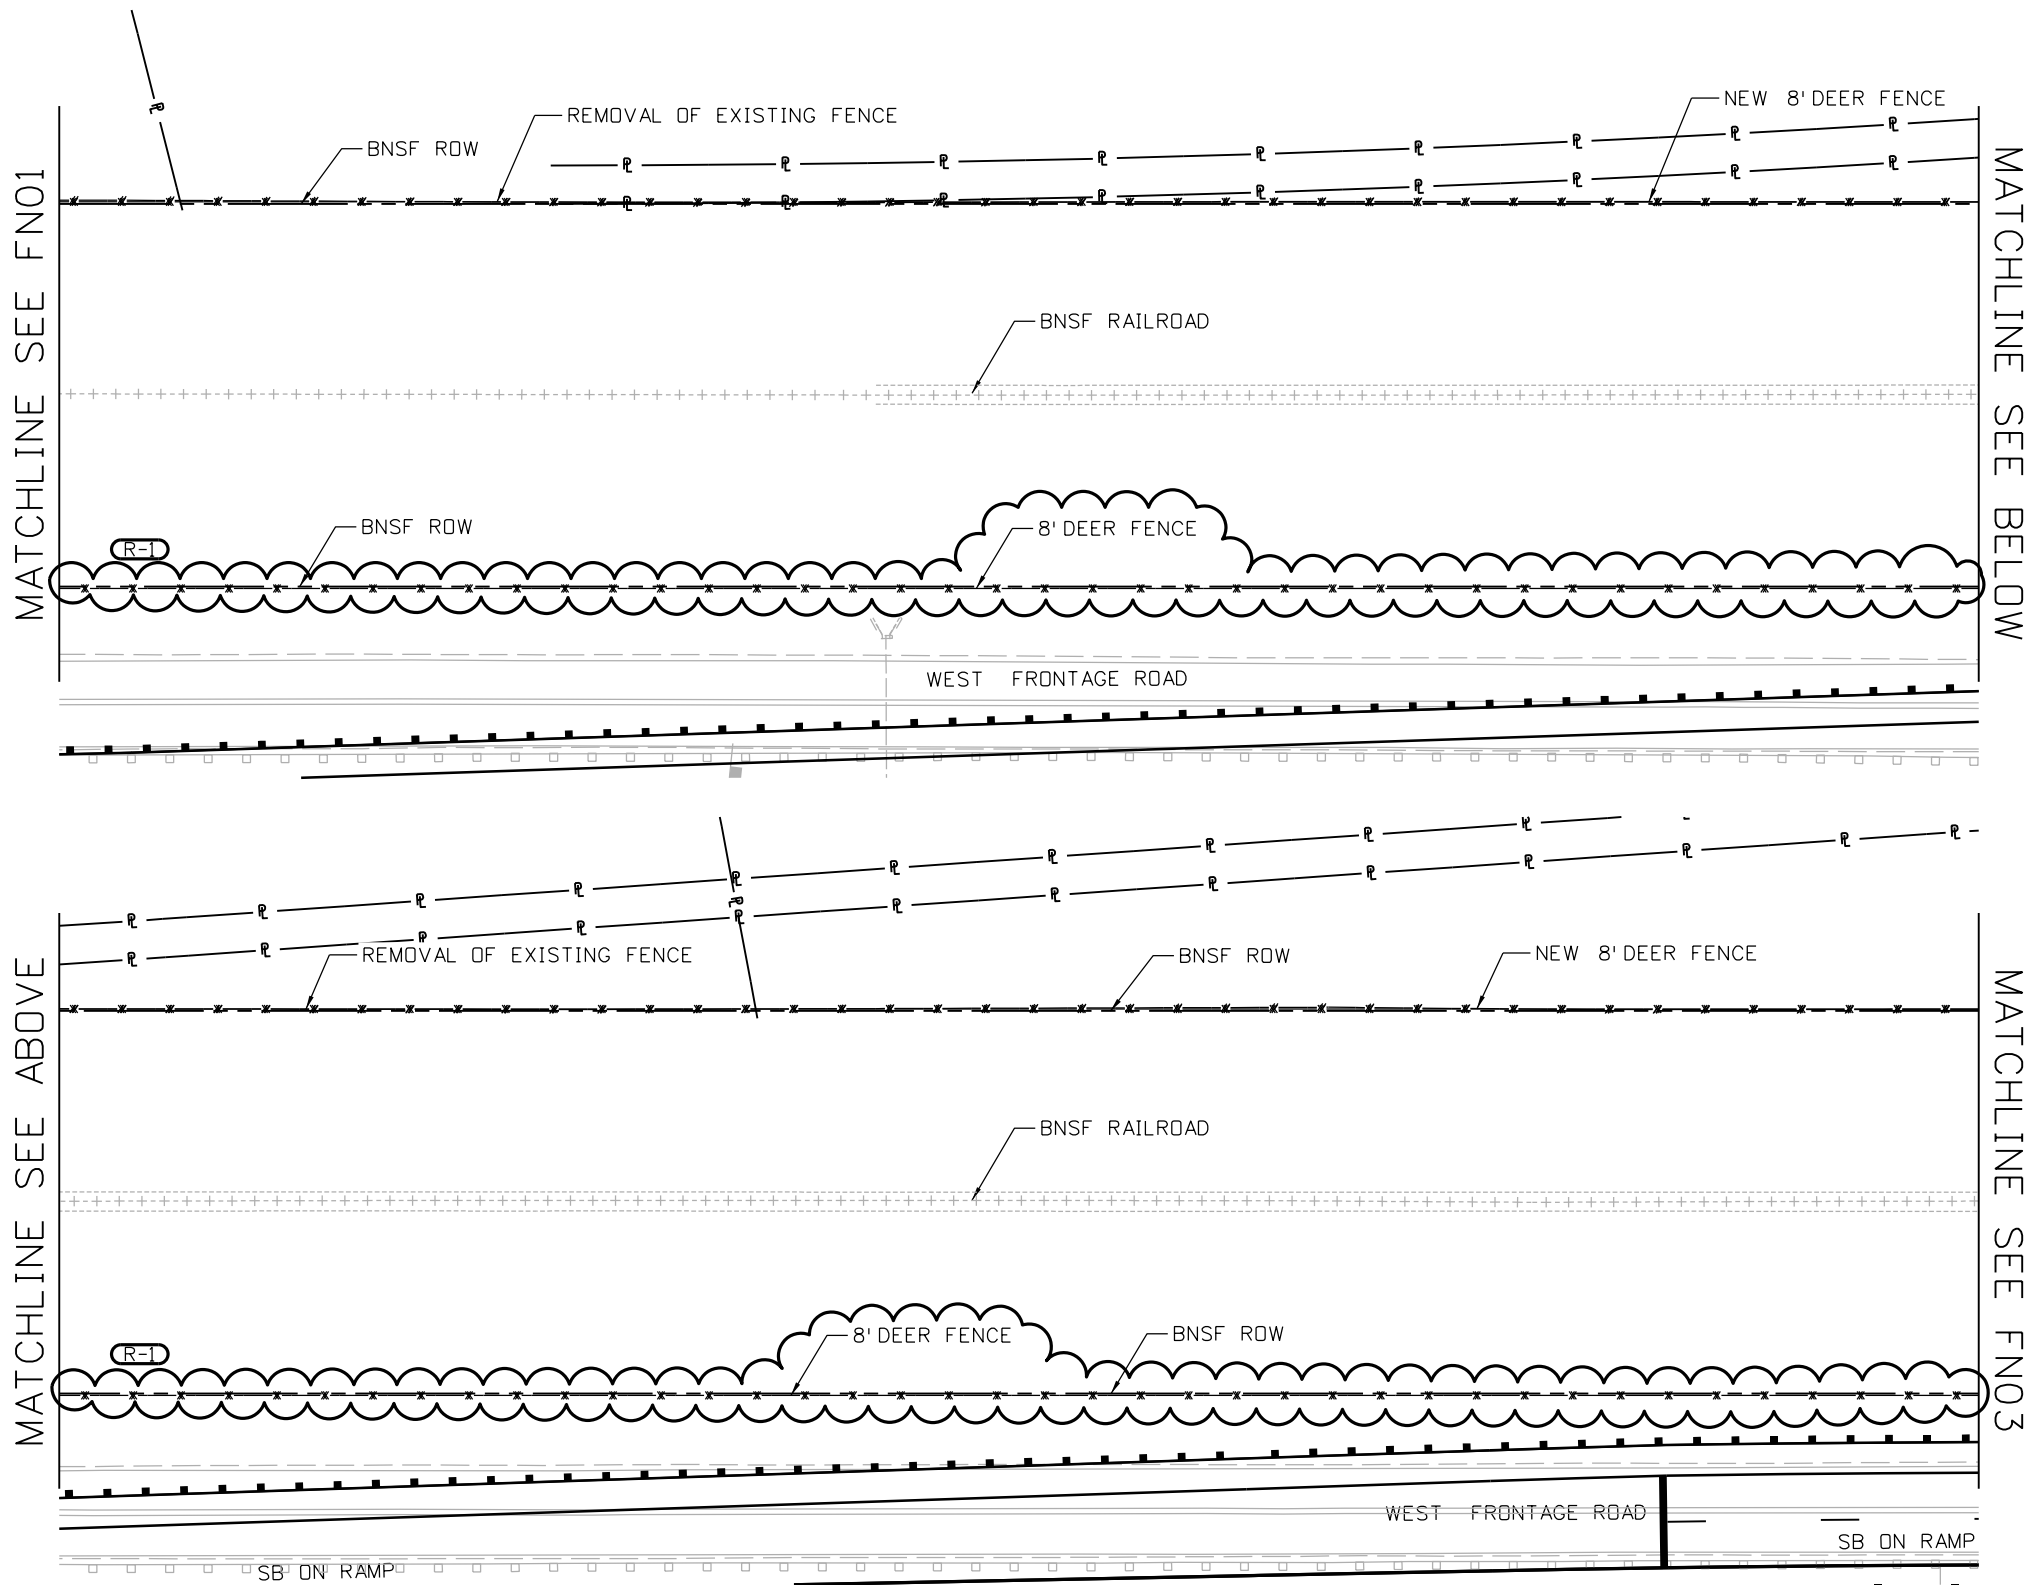 REMOVAL OF EXISTING FENCE
NEW 8' DEER FENCE
BNSF ROW
MATCHLINE SEE FN01
MATCHLINE SEE BELOW
BNSF RAILROAD
BNSF ROW
8' DEER FENCE
R-1
WEST FRONTAGE ROAD
REMOVAL OF EXISTING FENCE
BNSF ROW
NEW 8' DEER FENCE
MATCHLINE SEE ABOVE
MATCHLINE SEE FN03
BNSF RAILROAD
8' DEER FENCE
BNSF ROW
R-1
WEST FRONTAGE ROAD
SB ON RAMP
SB ON RAMP